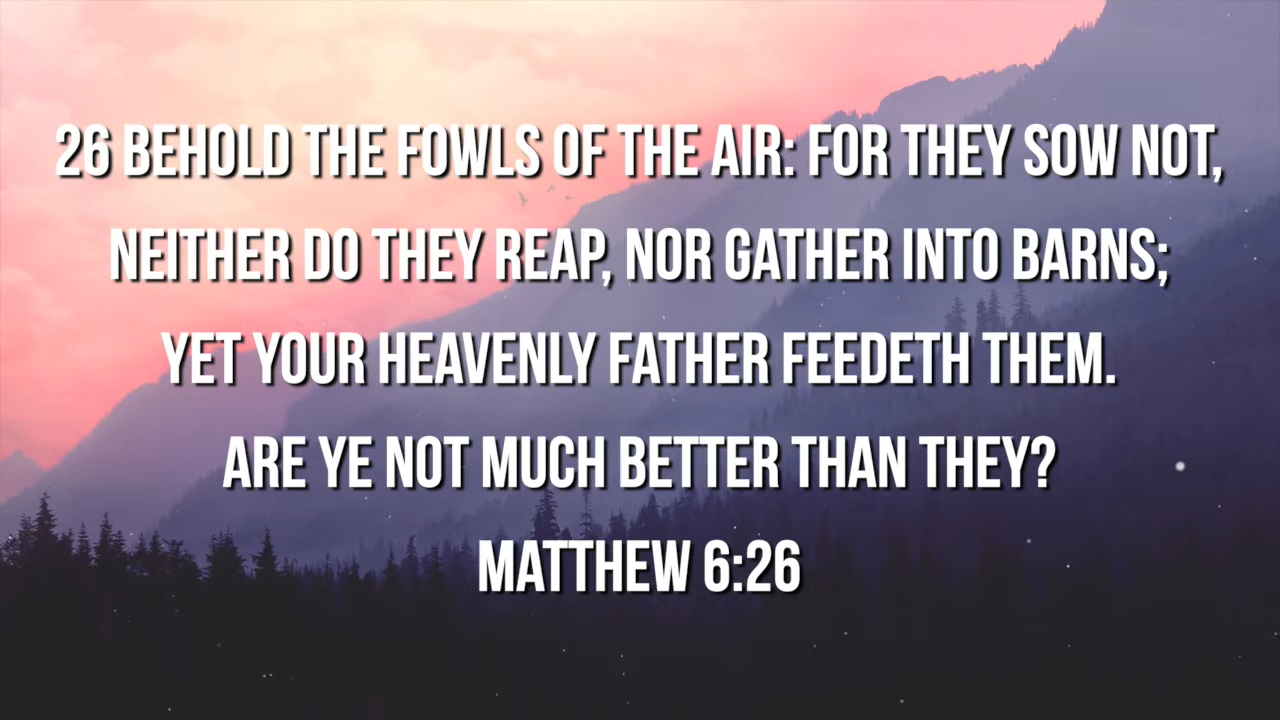 26 BEHOLD THE FOWLS OF THE AIR: FOR THEY SOW NOT,
NEITHER DO THEY REAP, NOR GATHER INTO BARNS;
YET YOUR HEAVENLY FATHER FEEDETH THEM.
ARE YE NOT MUCH BETTER THAN THEY?
MATTHEW 6:26